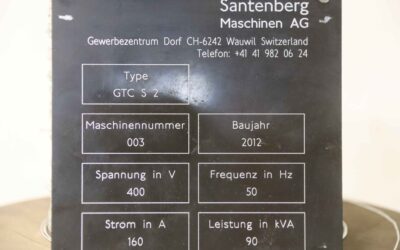 Santenberg
Maschinen AG
Gewerbezentrum Dorf CH-6242 Wauwil Switzerland
Telefon: +41 41 982 06 24
Type
GTC S 2
Maschinennummer
003
Baujahr
2012
Spannung in V
400
Frequenz in Hz
50
Strom in A
160
Leistung in kVA
90